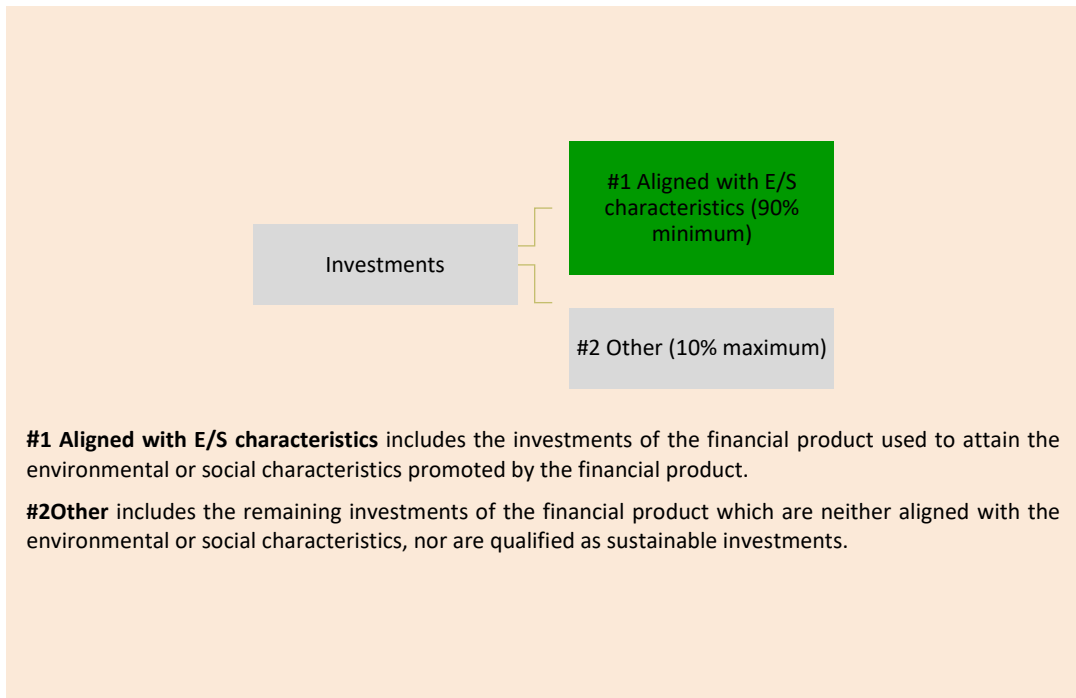 #1 Aligned with E/S
characteristics (90%
minimum)
Investments
#2 Other (10% maximum)
#1 Aligned with E/S characteristics includes the investments of the financial product used to attain the
environmental or social characteristics promoted by the financial product.
#2Other includes the remaining investments of the financial product which are neither aligned with the
environmental or social characteristics, nor are qualified as sustainable investments.